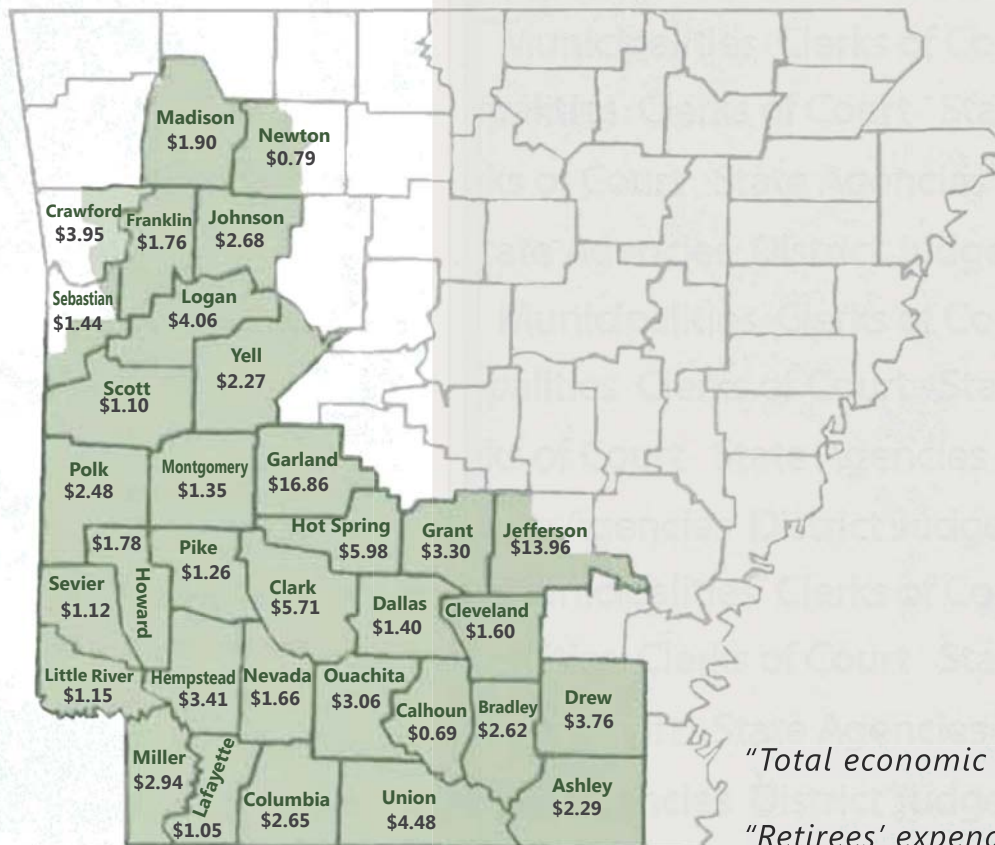 Madison
$1.90
Newton
$0.79
Crawford
$3.95
Franklin
$1.76
Johnson
$2.68
Sebastian
$1.44
Logan
$4.06
Yell
$2.27
Scott
$1.10
Polk
$2.48
Montgomery
$1.35
Garland
$16.86
Hot Spring
$5.98
Grant
$3.30
Jefferson
$13.96
$1.78
Howard
Pike
$1.26
Sevier
$1.12
Clark
$5.71
Dallas
$1.40
Cleveland
$1.60
Little River
$1.15
Hempstead
$3.41
Nevada
$1.66
Ouachita
$3.06
Calhoun
$0.69
Bradley
$2.62
Drew
$3.76
Miller
$2.94
Lafayette
$1.05
Columbia
$2.65
Union
$4.48
Ashley
$2.29
"Total economic
"Retirees' expend